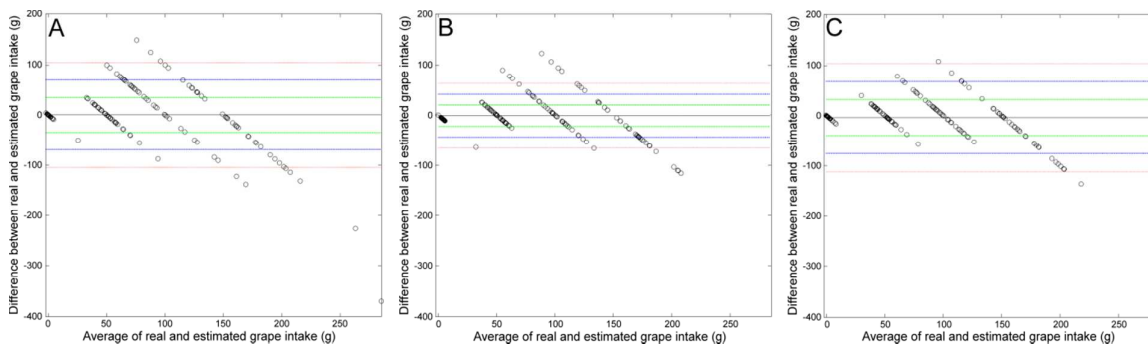 A
Difference between real and estimated grape intake (g)
200
100
0
-100
-200
-300
-400
0 50 100 150 200 250
Average of real and estimated grape intake (g)
B
Difference between real and estimated grape intake (g)
200
100
0
-100
-200
-300
-400
0 50 100 150 200 250
Average of real and estimated grape intake (g)
C
Difference between real and estimated grape intake (g)
200
100
0
-100
-200
-300
-400
0 50 100 150 200 250
Average of real and estimated grape intake (g)